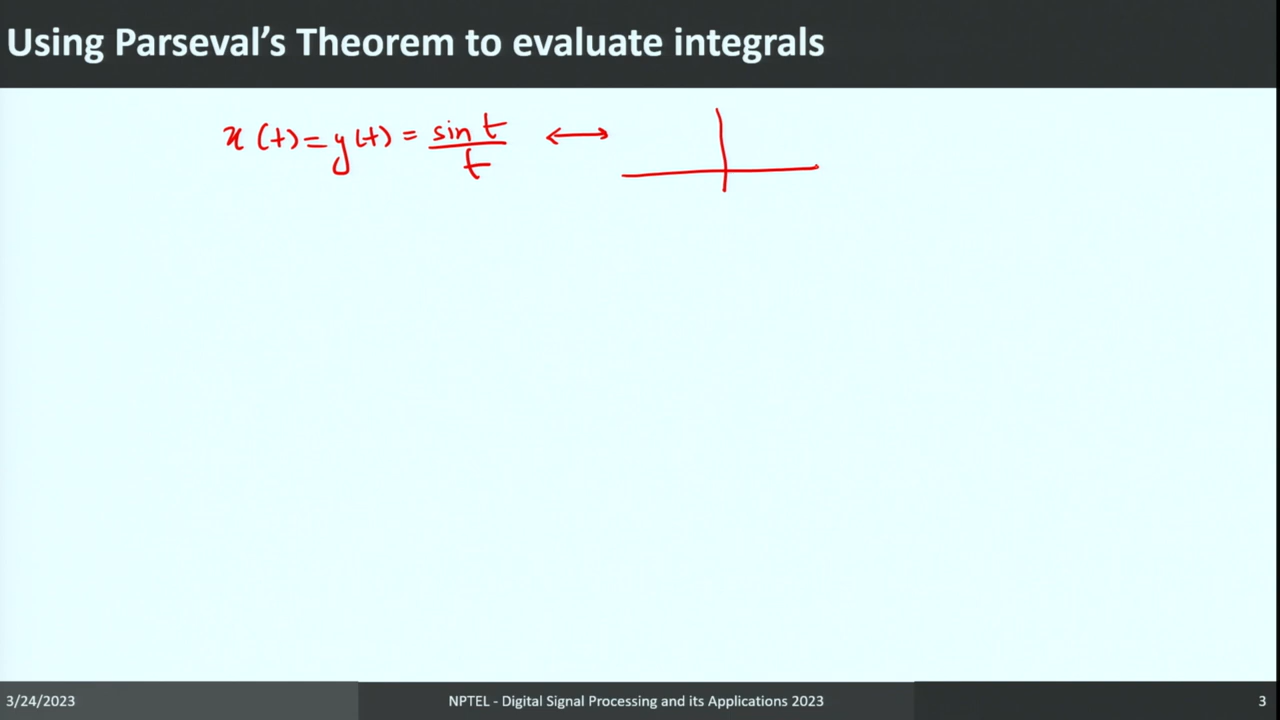 Using Parseval's Theorem to evaluate integrals
x(t) = y(t) = sin t / t ↔
3/24/2023
NPTEL - Digital Signal Processing and its Applications 2023
3